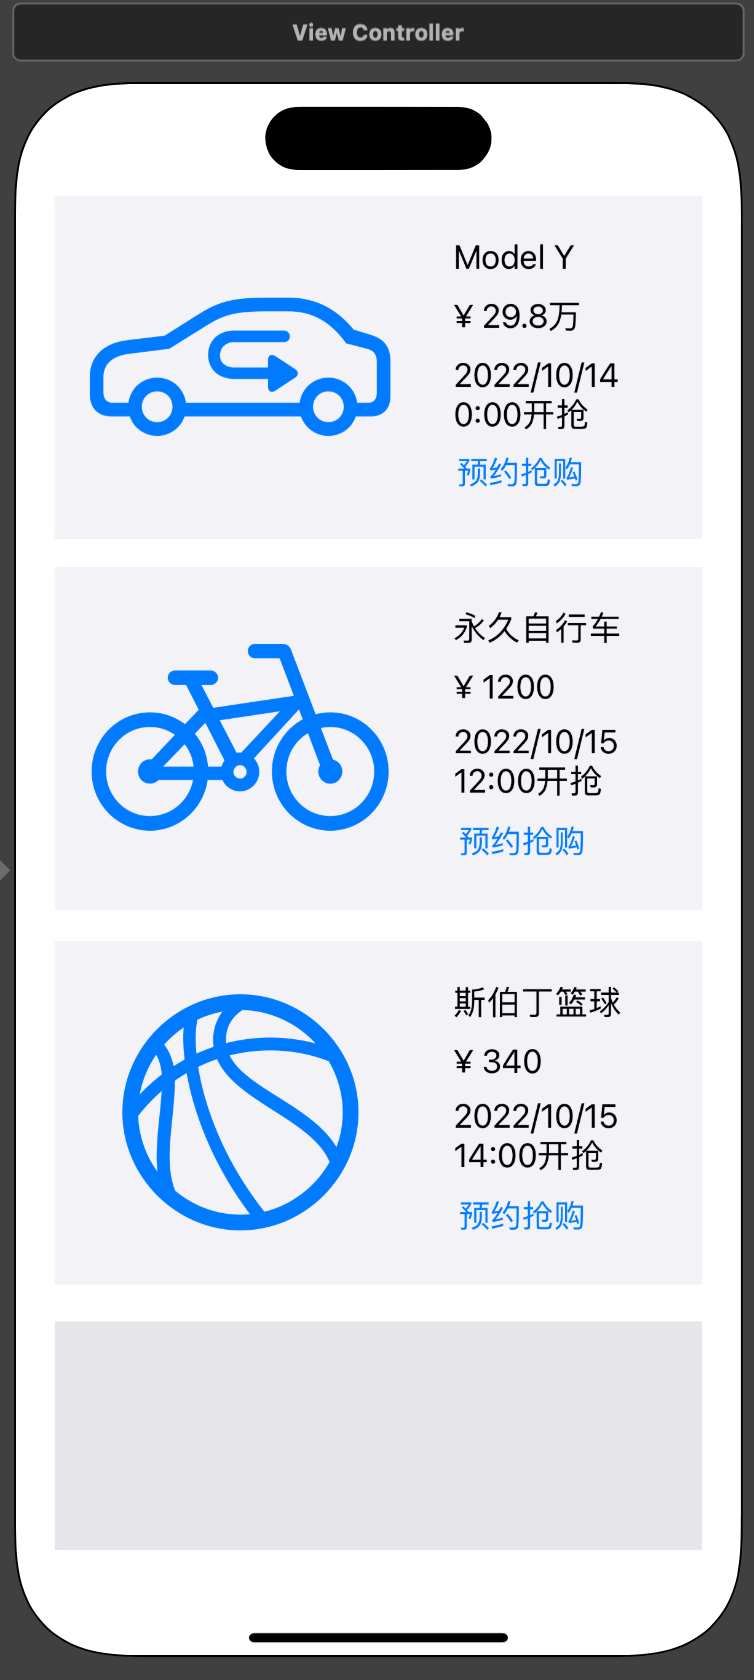 View Controller
Model Y
¥ 29.8万
2022/10/14
0:00开抢
预约抢购
永久自行车
¥ 1200
2022/10/15
12:00开抢
预约抢购
斯伯丁篮球
¥ 340
2022/10/15
14:00开抢
预约抢购